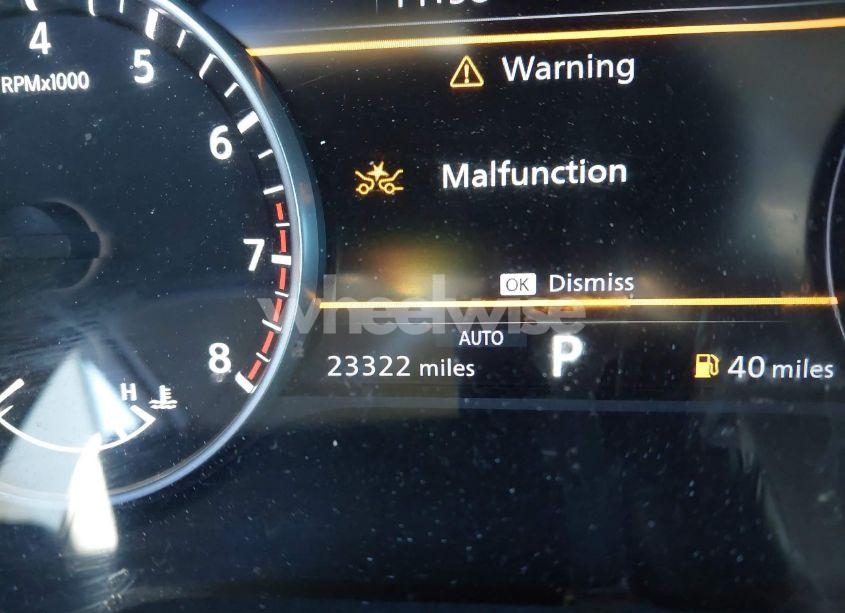 4
5
RPMx1000
Warning
6
Malfunction
7
OK Dismiss
wheelwise
AUTO
8
23322 miles
P
40 miles
H